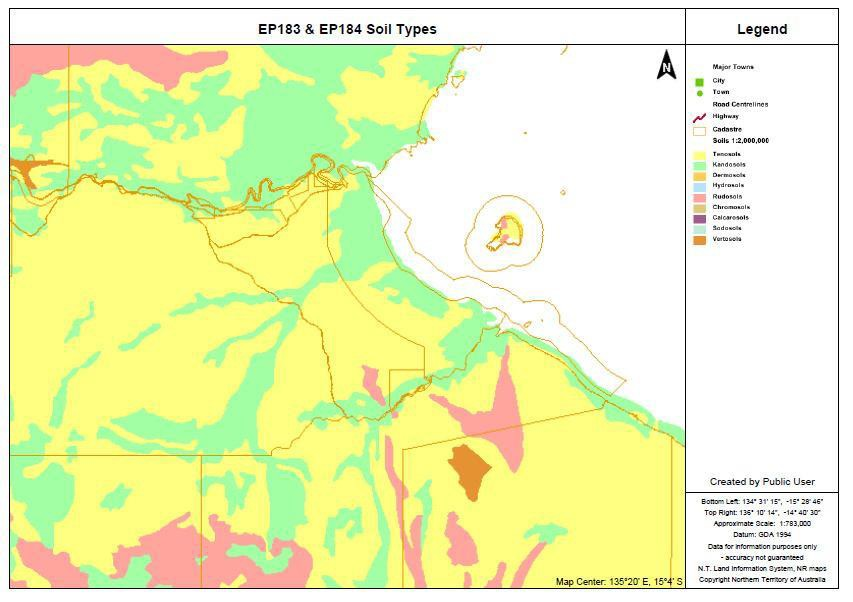 EP183 & EP184 Soil Types
N
Map Center: 135°20' E, 15°4' S
Legend
Major Towns
City
Town
Road Centrelines
Highway
Cadastre
Soils 1:2,000,000
Tenosols
Kandosols
Dermosols
Hydrosols
Rudosols
Chromosols
Calcarosols
Sodosols
Vertosols
Created by Public User
Bottom Left: 134° 31' 15", -15° 28' 46"
Top Right: 136° 10' 14", -14° 40' 30"
Approximate Scale: 1:783,000
Datum: GDA 1994
Data for information purposes only
- accuracy not guaranteed
N.T. Land Information System, NR maps
Copyright Northern Territory of Australia